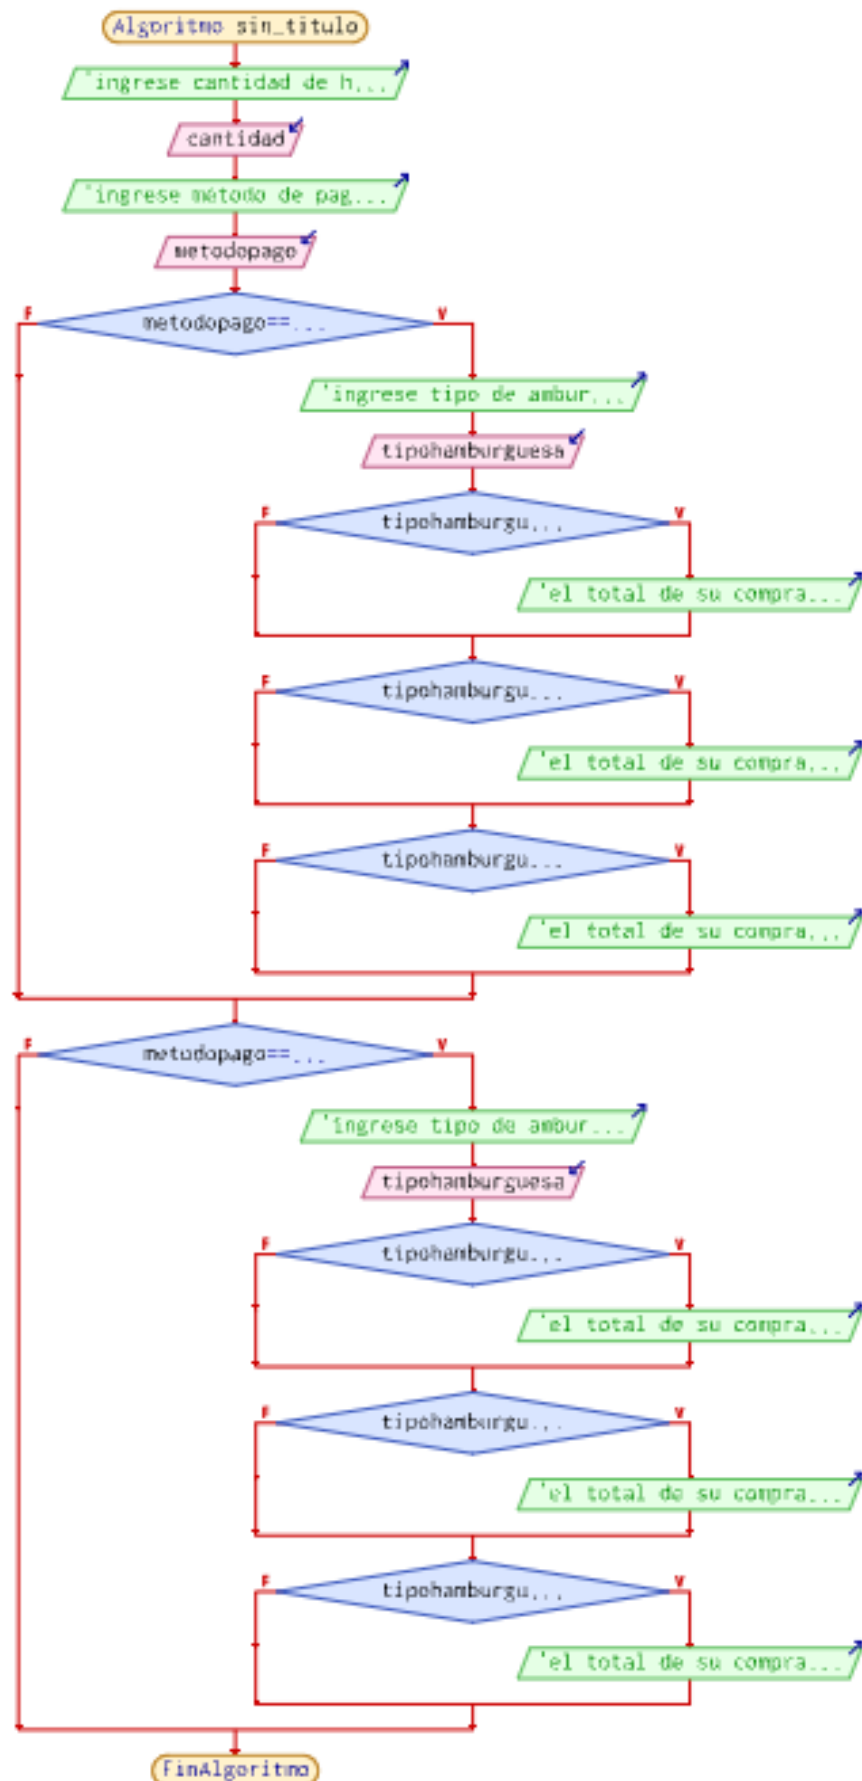 Algoritmo sin_titulo
'ingrese cantidad de h...
cantidad
'ingrese método de pag...
metodopago
F
V
metodopago==...
'ingrese tipo de ambur...
tipohamburguesa
F
V
tipohamburgu...
'el total de su compra...
F
V
tipohamburgu...
'el total de su compra...
F
V
tipohamburgu...
'el total de su compra...
F
V
metodopago==...
'ingrese tipo de ambur...
tipohamburguesa
F
V
tipohamburgu...
'el total de su compra...
F
V
tipohamburgu...
'el total de su compra...
F
V
tipohamburgu...
'el total de su compra...
FinAlgoritmo